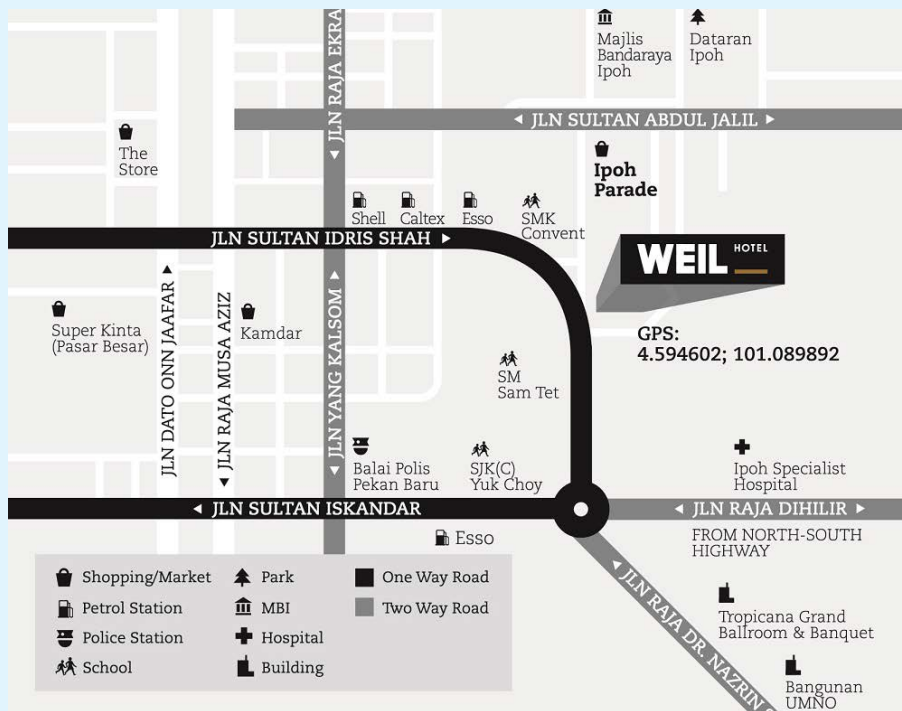 JLN RAJA EKRA
Majlis
Bandaraya
Ipoh
Dataran
Ipoh
JLN SULTAN ABDUL JALIL
The
Store
Ipoh
Parade
Shell
Caltex
Esso
SMK
Convent
JLN SULTAN IDRIS SHAH
WEIL HOTEL
GPS:
4.594602; 101.089892
Super Kinta
(Pasar Besar)
JLN DATO ONN JAAFAR
JLN RAJA MUSA AZIZ
Kamdar
JLN YANG KALSOM
SM
Sam Tet
Balai Polis
Pekan Baru
SJK(C)
Yuk Choy
Ipoh Specialist
Hospital
JLN SULTAN ISKANDAR
JLN RAJA DIHILIR
FROM NORTH-SOUTH
HIGHWAY
Esso
JLN RAJA DR. NAZRIN
Tropicana Grand
Ballroom & Banquet
Bangunan
UMNO
Shopping/Market
Petrol Station
Police Station
School
Park
MBI
Hospital
Building
One Way Road
Two Way Road